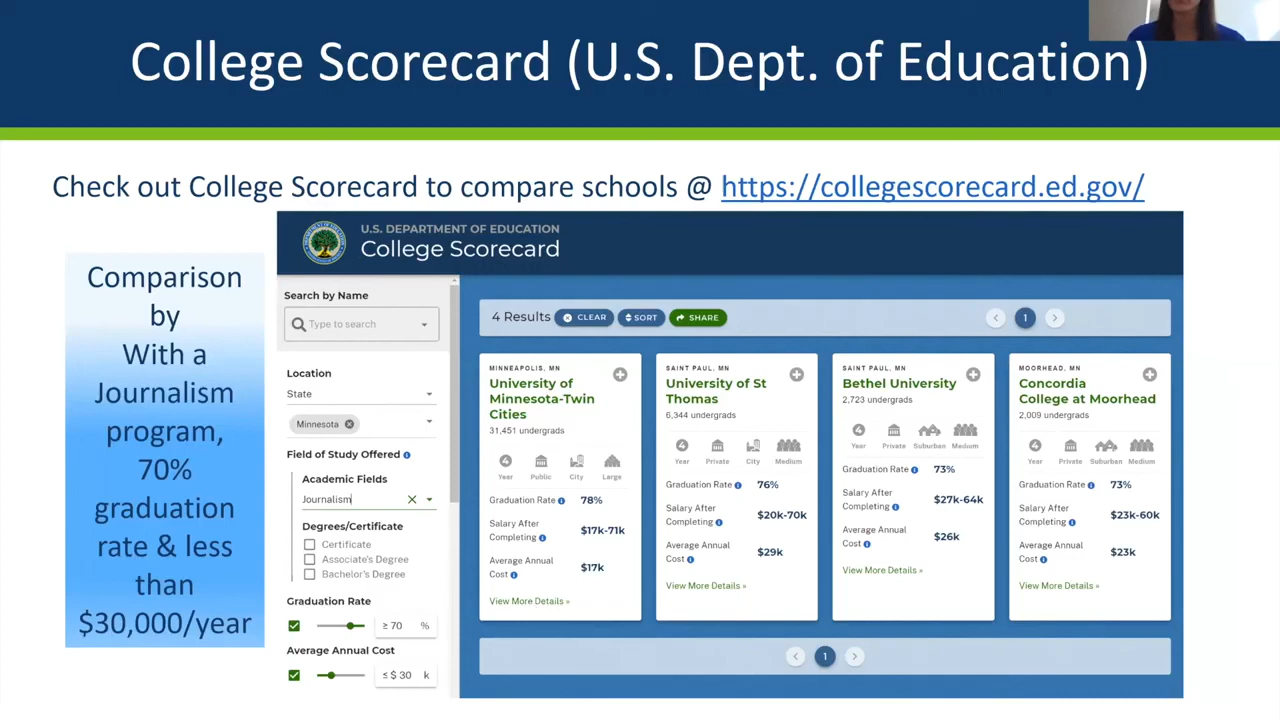 College Scorecard (U.S. Dept. of Education)
Check out College Scorecard to compare schools @ https://collegescorecard.ed.gov/
Comparison
by
With a
Journalism
program,
70%
graduation
rate & less
than
$30,000/year
U.S. DEPARTMENT OF EDUCATION
College Scorecard
Search by Name
Type to search
Location
State
Minnesota
Field of Study Offered
Academic Fields
Journalism
Degrees/Certificate
Certificate
Associate's Degree
Bachelor's Degree
Graduation Rate
≥ 70 %
Average Annual Cost
≤ $ 30 k
4 Results CLEAR SORT SHARE 1
MINNEAPOLIS, MN
University of
Minnesota-Twin
Cities
31,451 undergrads
4
Year Public City Large
Graduation Rate 78%
Salary After
Completing $17k-71k
Average Annual
Cost $17k
View More Details »
SAINT PAUL, MN
University of St
Thomas
6,344 undergrads
4
Year Private City Medium
Graduation Rate 76%
Salary After
Completing $20k-70k
Average Annual
Cost $29k
View More Details »
SAINT PAUL, MN
Bethel University
2,723 undergrads
4
Year Private Suburban Medium
Graduation Rate 73%
Salary After
Completing $27k-64k
Average Annual
Cost $26k
View More Details »
MOORHEAD, MN
Concordia
College at Moorhead
2,009 undergrads
4
Year Private Suburban Medium
Graduation Rate 73%
Salary After
Completing $23k-60k
Average Annual
Cost $23k
View More Details »
1